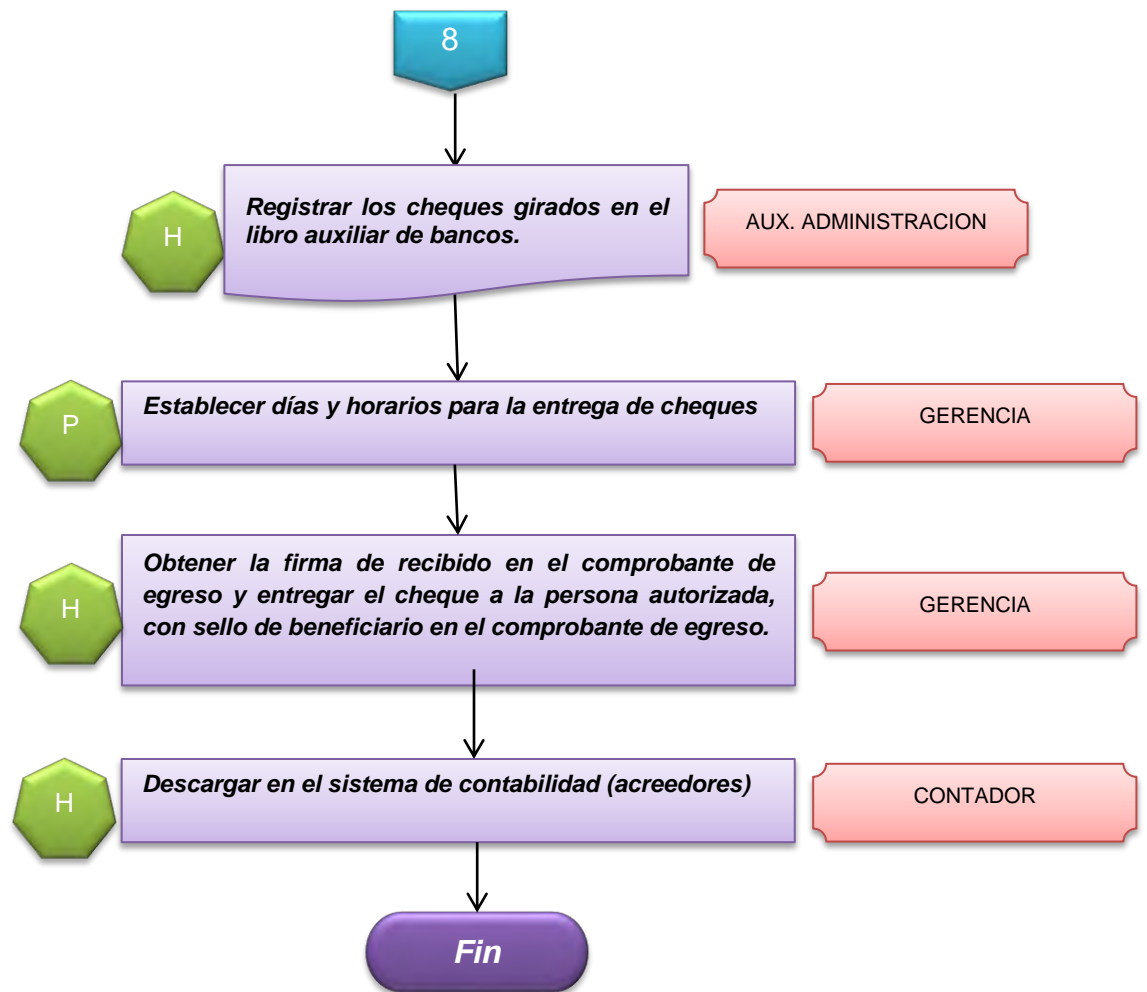 8
H
Registrar los cheques girados en el
libro auxiliar de bancos.
AUX. ADMINISTRACION
P
Establecer días y horarios para la entrega de cheques
GERENCIA
H
Obtener la firma de recibido en el comprobante de
egreso y entregar el cheque a la persona autorizada,
con sello de beneficiario en el comprobante de egreso.
GERENCIA
H
Descargar en el sistema de contabilidad (acreedores)
CONTADOR
Fin